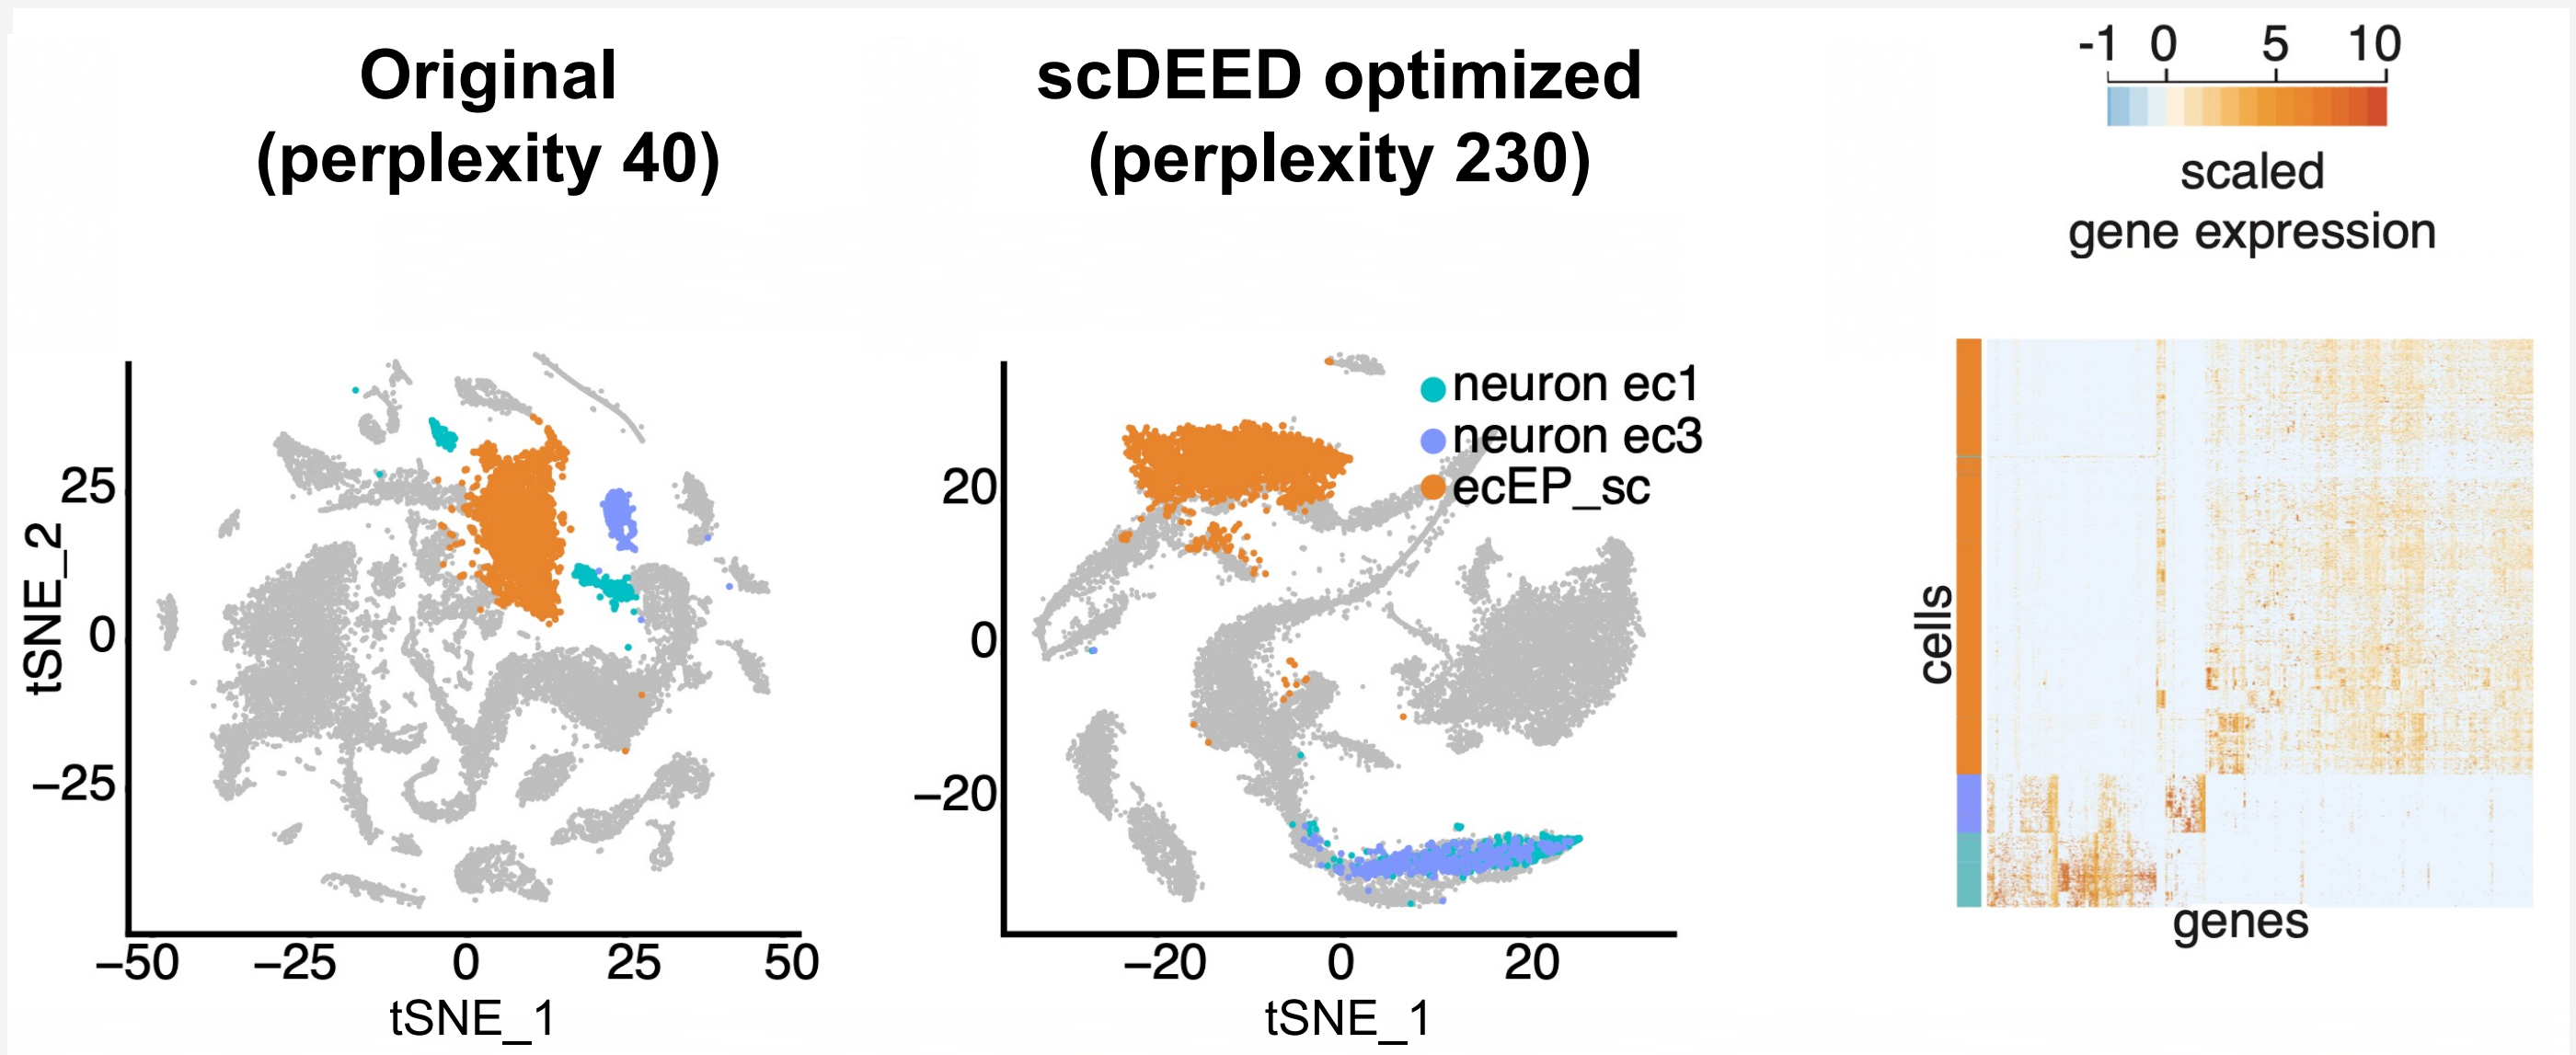 Original
(perplexity 40)
scDEED optimized
(perplexity 230)
-1 0 5 10
scaled
gene expression
tSNE_2
25
0
−25
−50 −25 0 25 50
tSNE_1
20
0
−20
−20 0 20
tSNE_1
neuron ec1
neuron ec3
ecEP_sc
cells
genes